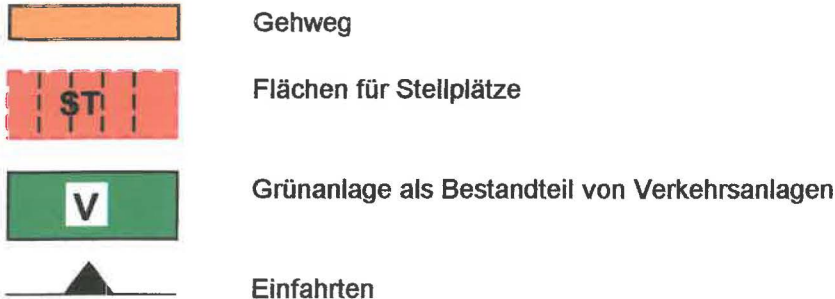 Gehweg
ST Flächen für Stellplätze
V Grünanlage als Bestandteil von Verkehrsanlagen
Einfahrten